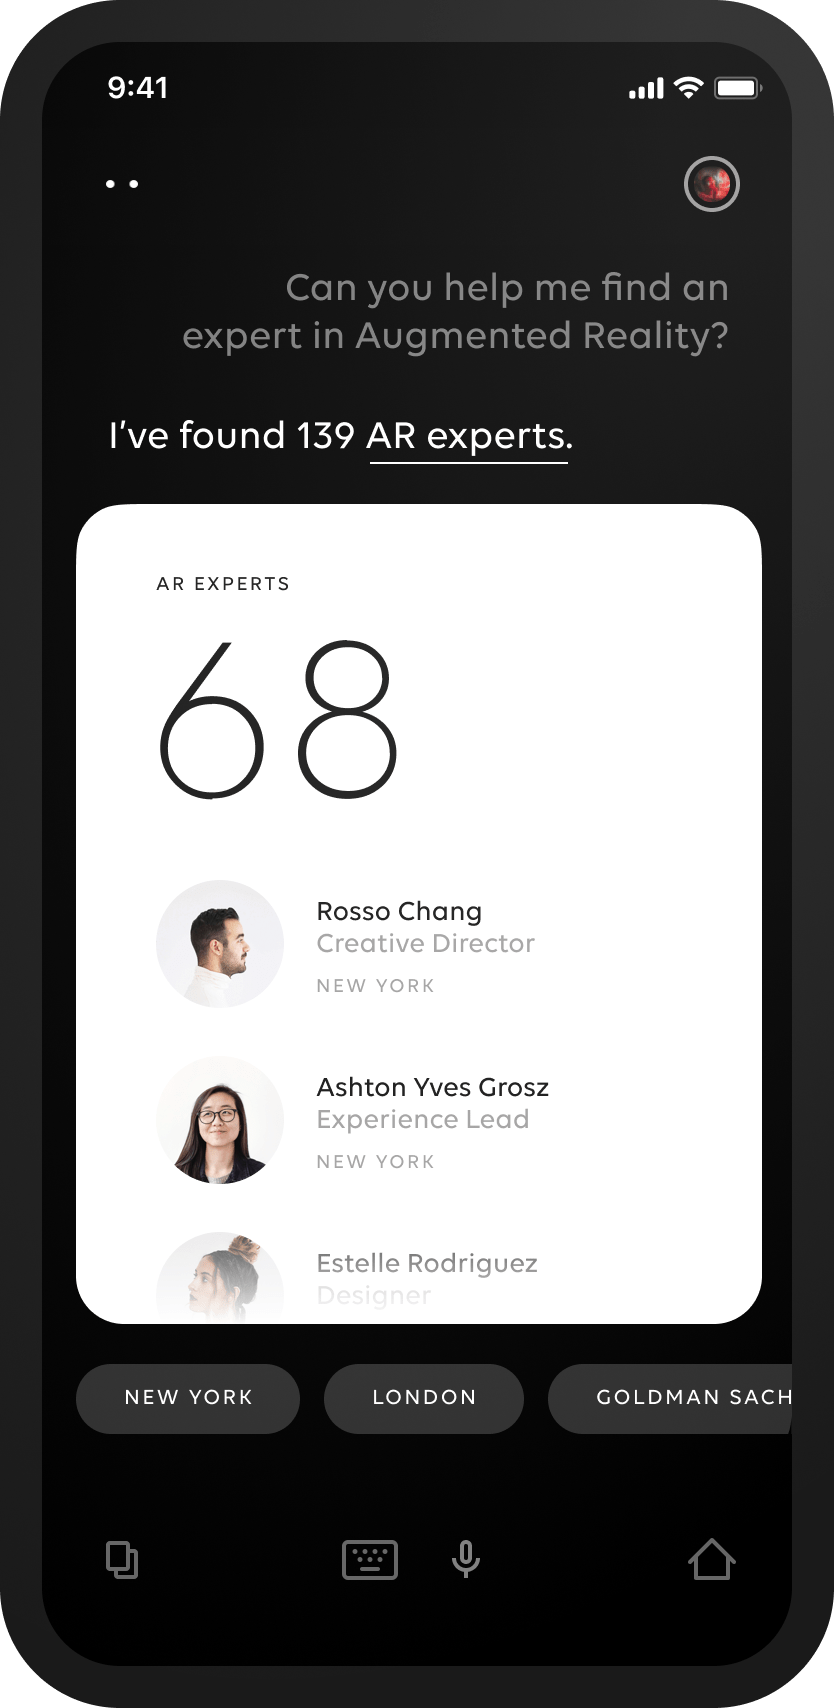 9:41
Can you help me find an
expert in Augmented Reality?
I've found 139 AR experts.
AR EXPERTS
68
Rosso Chang
Creative Director
NEW YORK
Ashton Yves Grosz
Experience Lead
NEW YORK
Estelle Rodriguez
Designer
NEW YORK
LONDON
GOLDMAN SACH